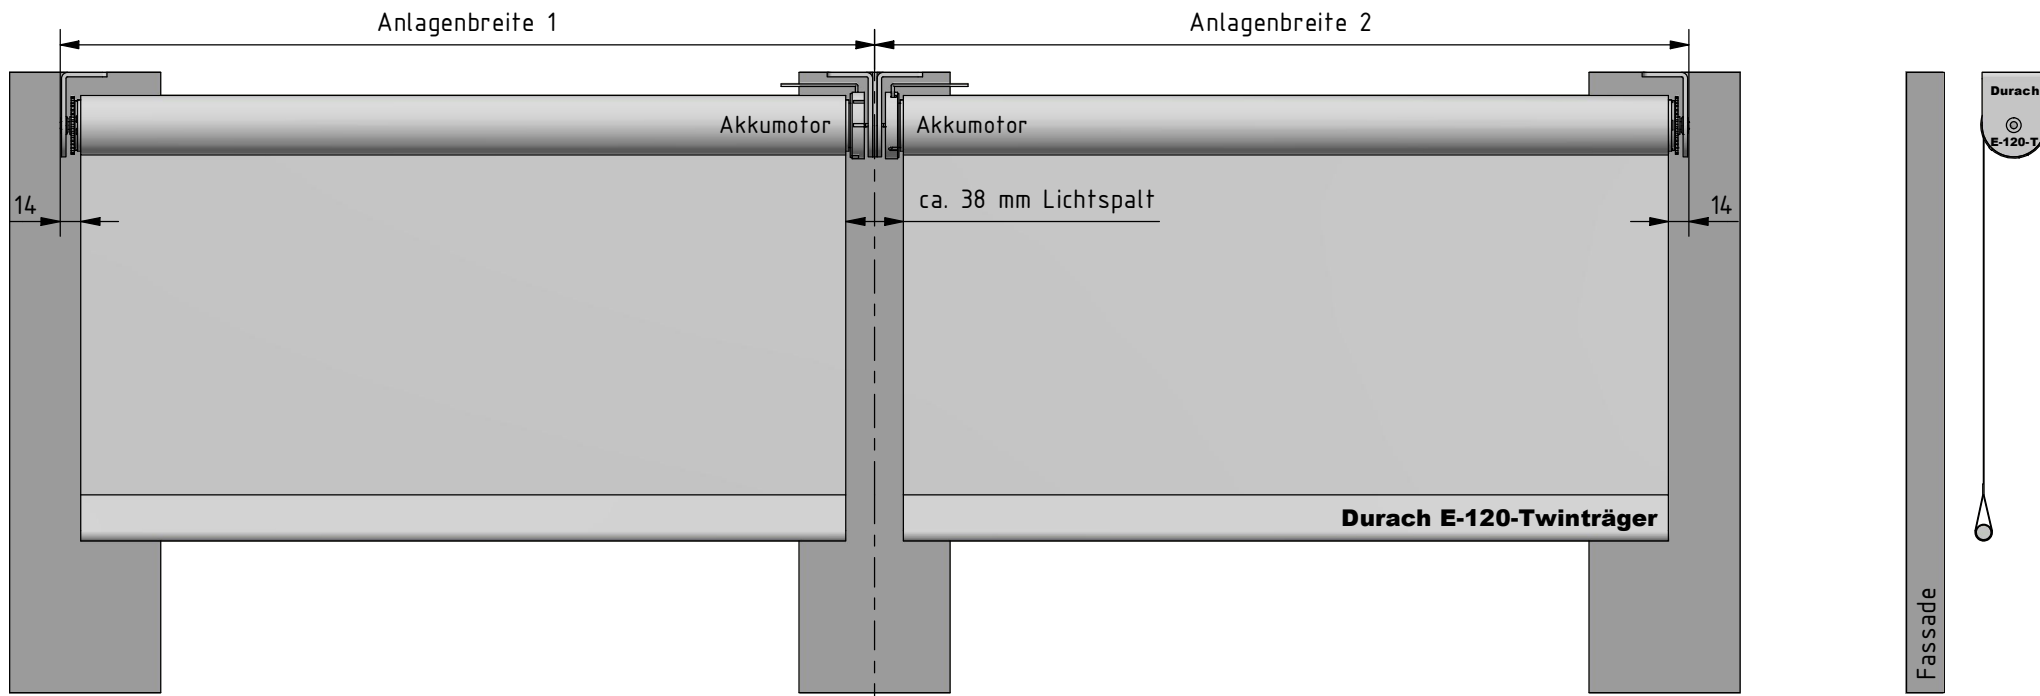 Anlagenbreite 1
Anlagenbreite 2
Akkumotor
Akkumotor
14
ca. 38 mm Lichtspalt
14
Durach E-120-Twinträger
Durach
E-120-T
Fassade